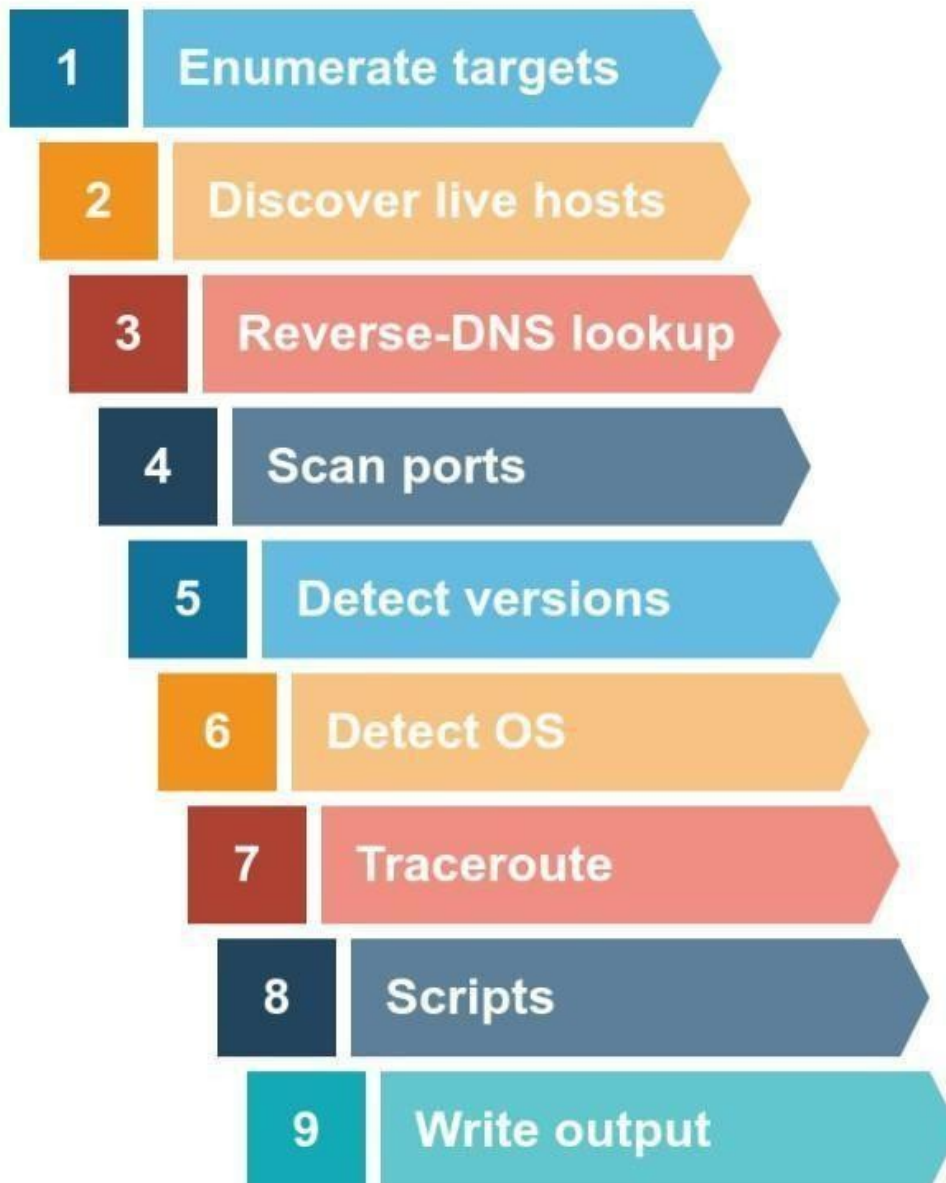 1 Enumerate targets
2 Discover live hosts
3 Reverse-DNS lookup
4 Scan ports
5 Detect versions
6 Detect OS
7 Traceroute
8 Scripts
9 Write output